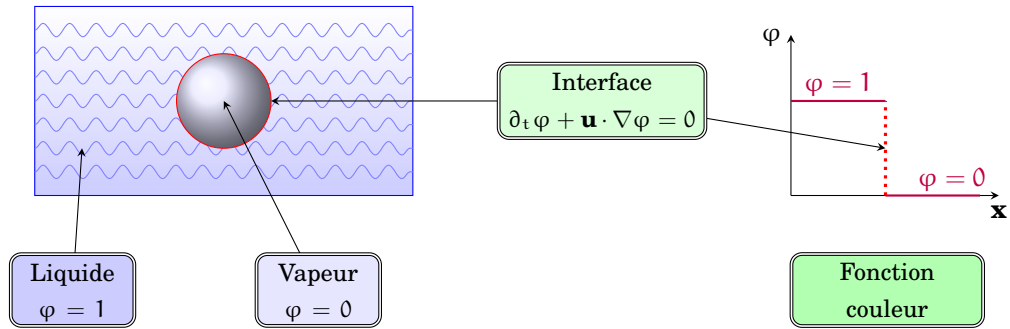 Interface
∂ₜφ + u · ∇φ = 0
φ
φ = 1
φ = 0
x
Liquide
φ = 1
Vapeur
φ = 0
Fonction
couleur